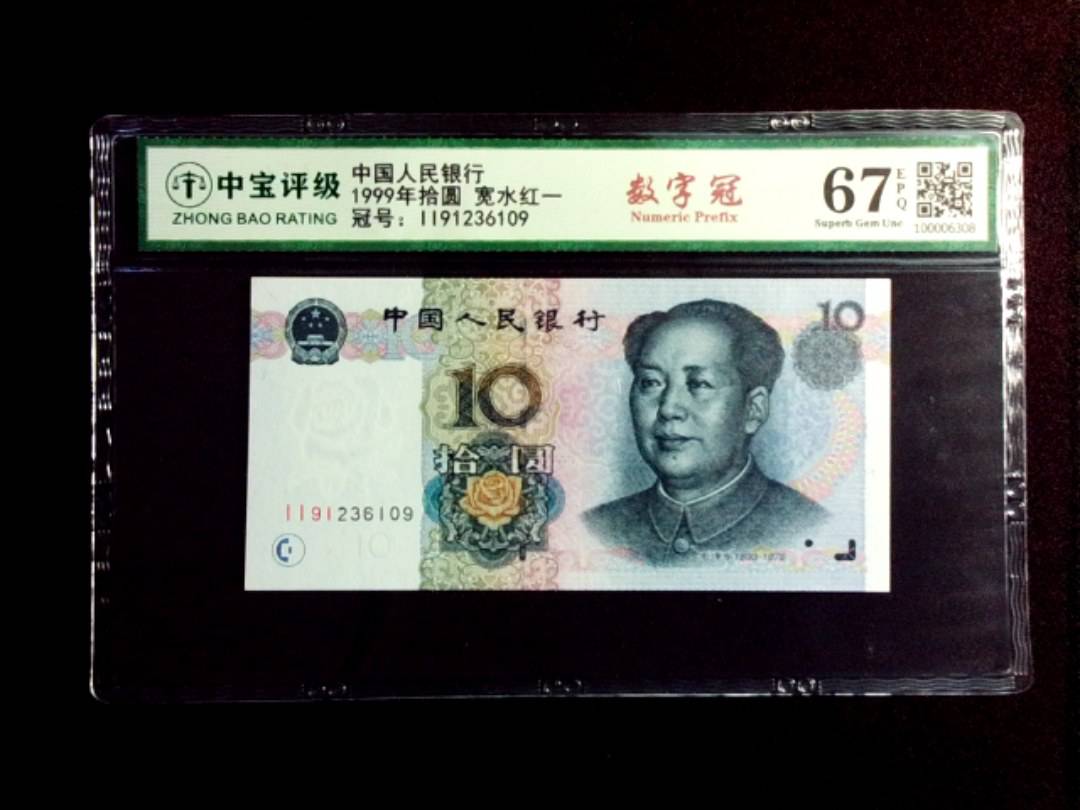 中宝评级
ZHONG BAO RATING
中国人民银行
1999年拾圆 宽水红一
冠号：II91236109
数字冠
Numeric Prefix
67
EPQ
Superb Gem Unc
100006308
中国人民银行
10
10
拾圆
II91236109
10